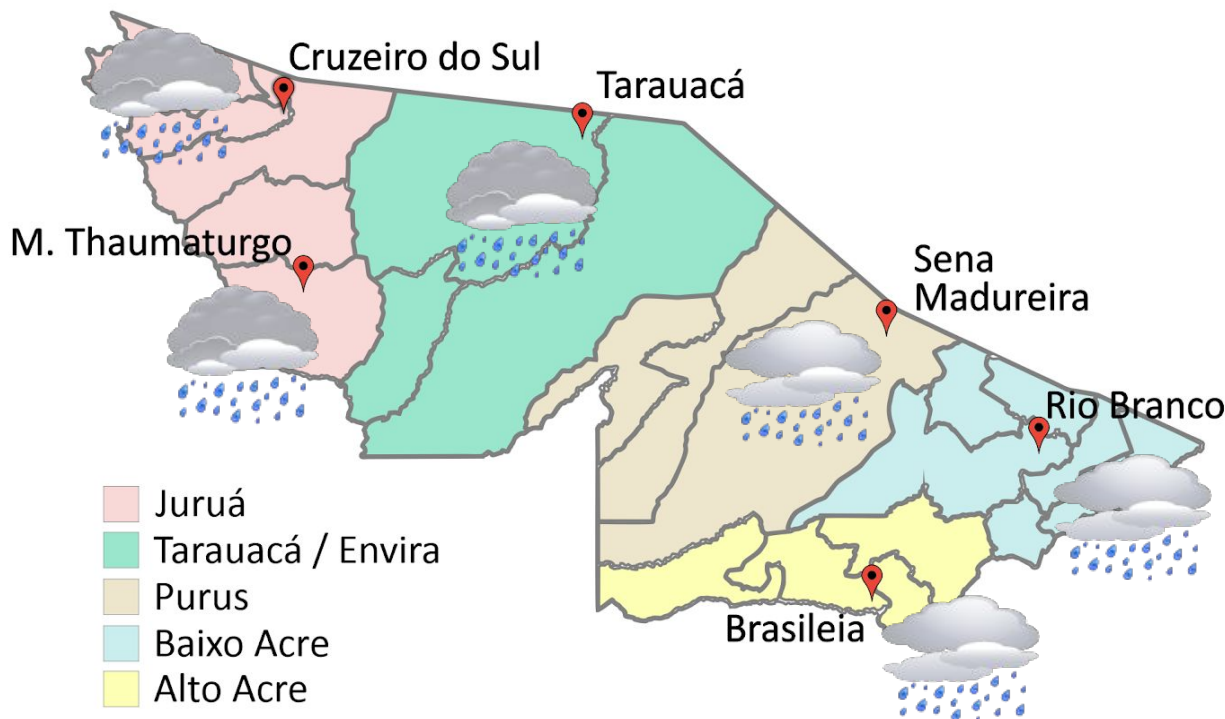 Cruzeiro do Sul
Tarauacá
M. Thaumaturgo
Sena
Madureira
Rio Branco
Brasileia
Juruá
Tarauacá / Envira
Purus
Baixo Acre
Alto Acre